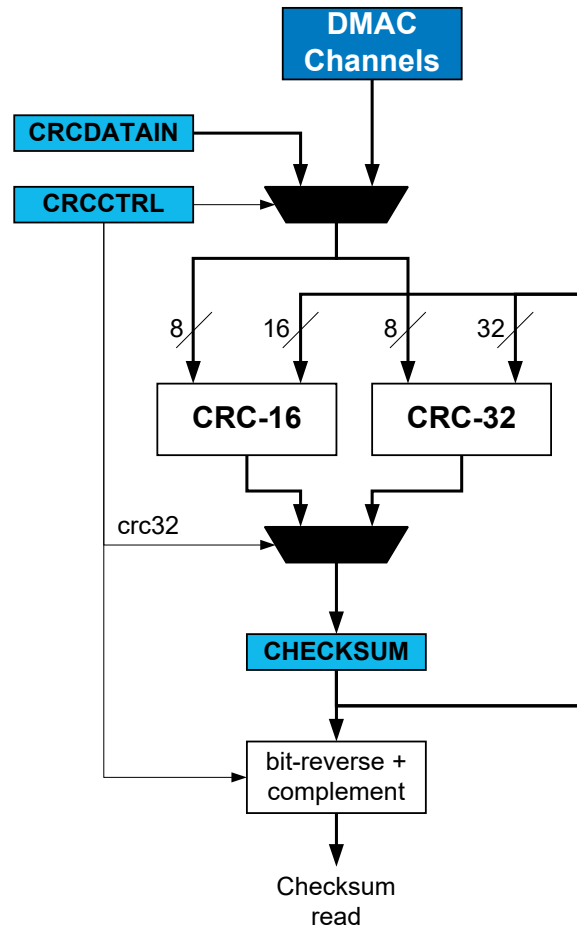 DMAC
Channels
CRCDATAIN
CRCCTRL
8
16
8
32
CRC-16
CRC-32
crc32
CHECKSUM
bit-reverse +
complement
Checksum
read